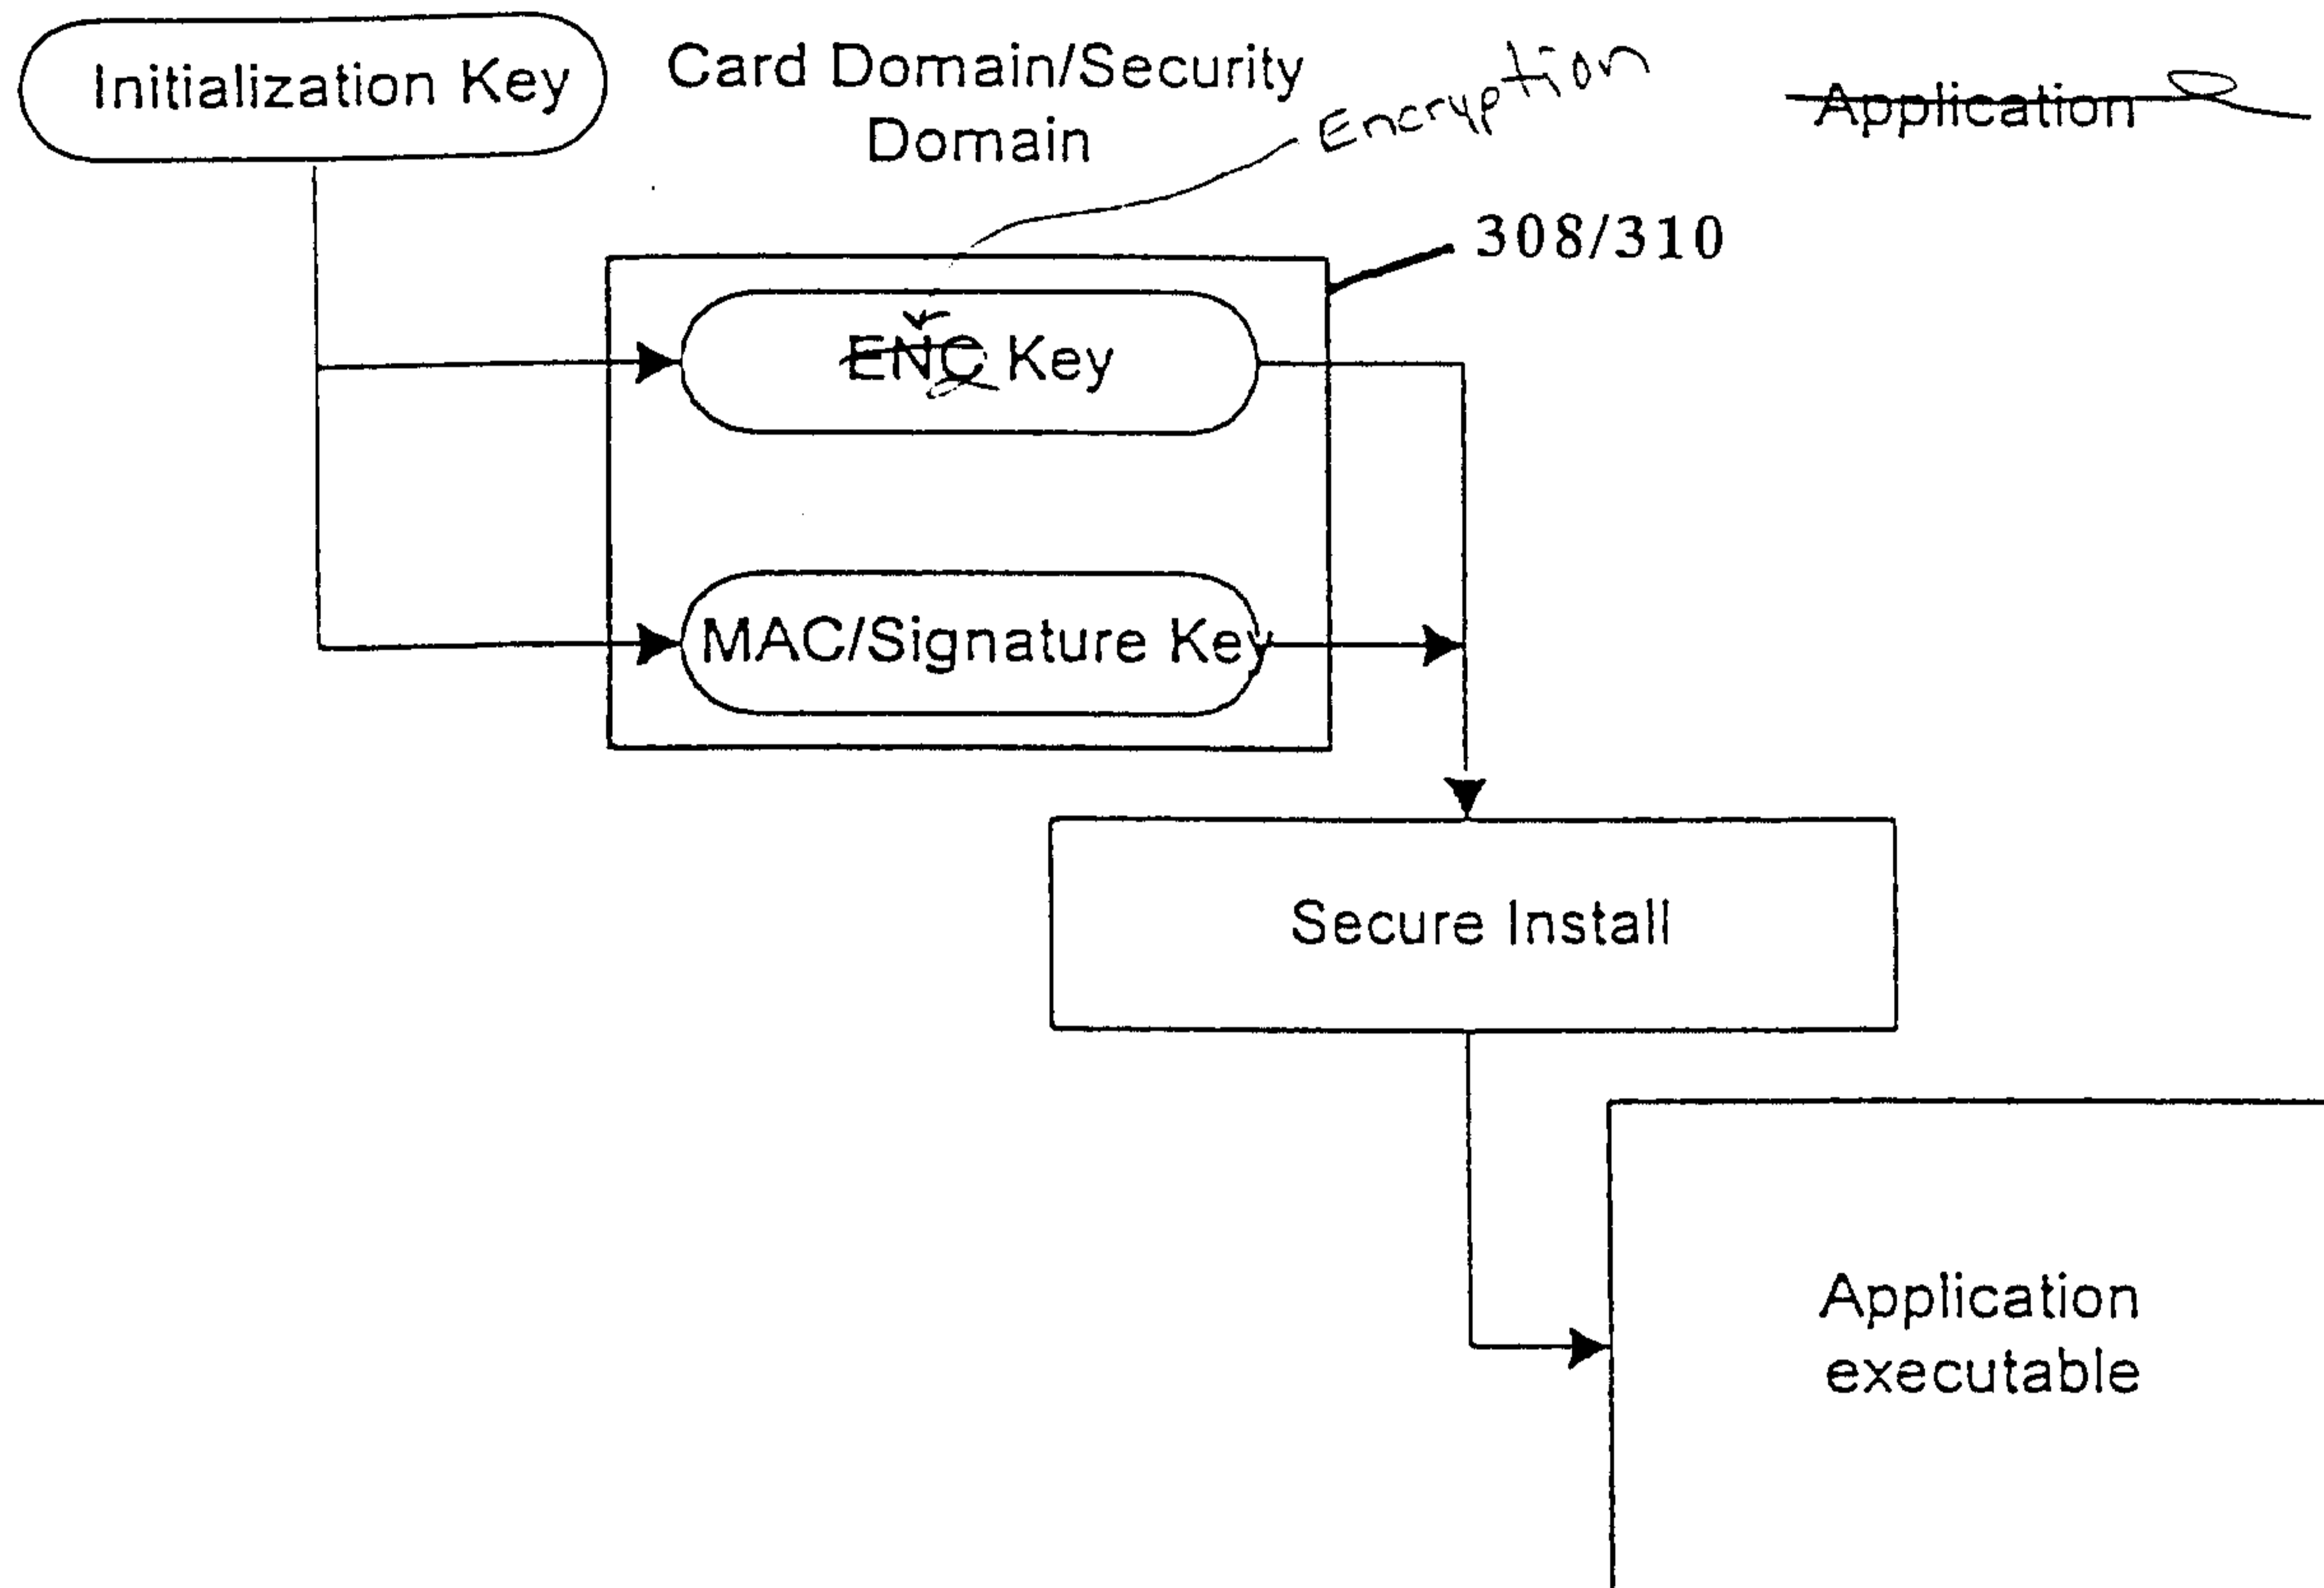 Initialization Key
Card Domain/Security
Domain
Encryption
Application
308/310
ENC Key
MAC/Signature Key
Secure Install
Application
executable